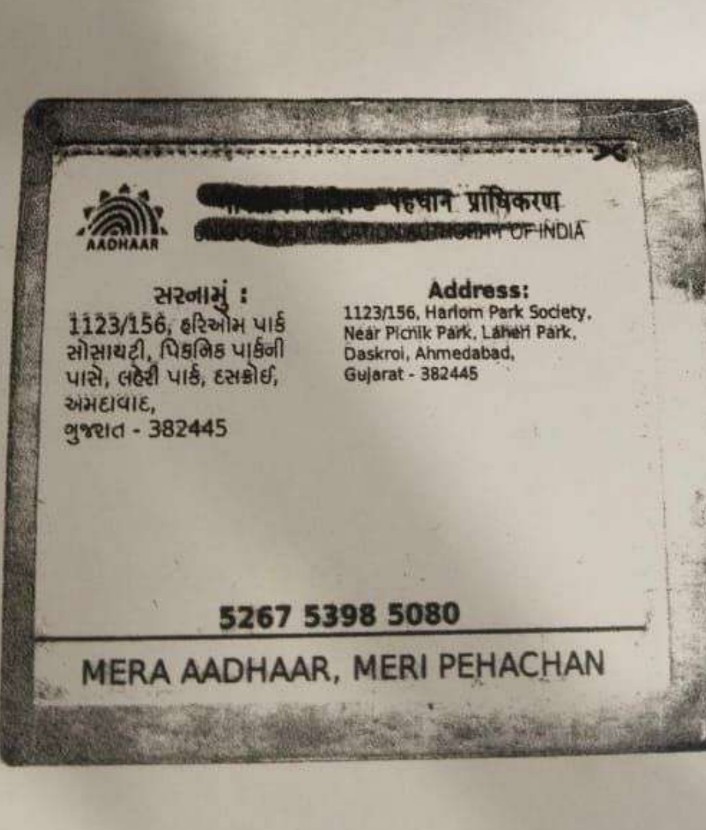 AADHAAR
पहचान प्राधिकरण
OF INDIA
સરનામું :
1123/156, હરિઓમ પાર્ક
સોસાયટી, પિકનિક પાર્કની
પાસે, લહેરી પાર્ક, દસક્રોઈ,
અમદાવાદ,
ગુજરાત - 382445
Address:
1123/156, Hariom Park Society,
Near Picnik Park, Laheri Park,
Daskroi, Ahmedabad,
Gujarat - 382445
5267 5398 5080
MERA AADHAAR, MERI PEHACHAN